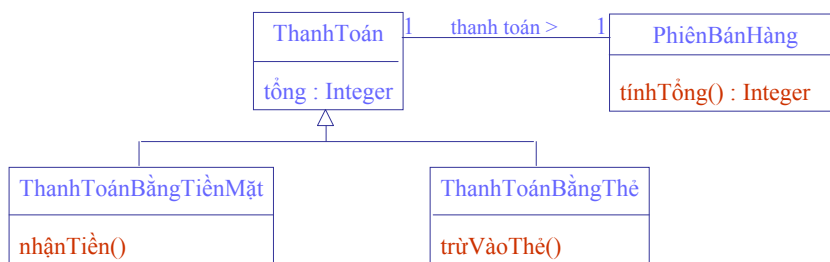 ThanhToán
1 thanh toán > 1
PhiênBánHàng
tổng : Integer
tínhTổng() : Integer
ThanhToánBằngTiềnMặt
ThanhToánBằngThẻ
nhậnTiền()
trừVàoThẻ()